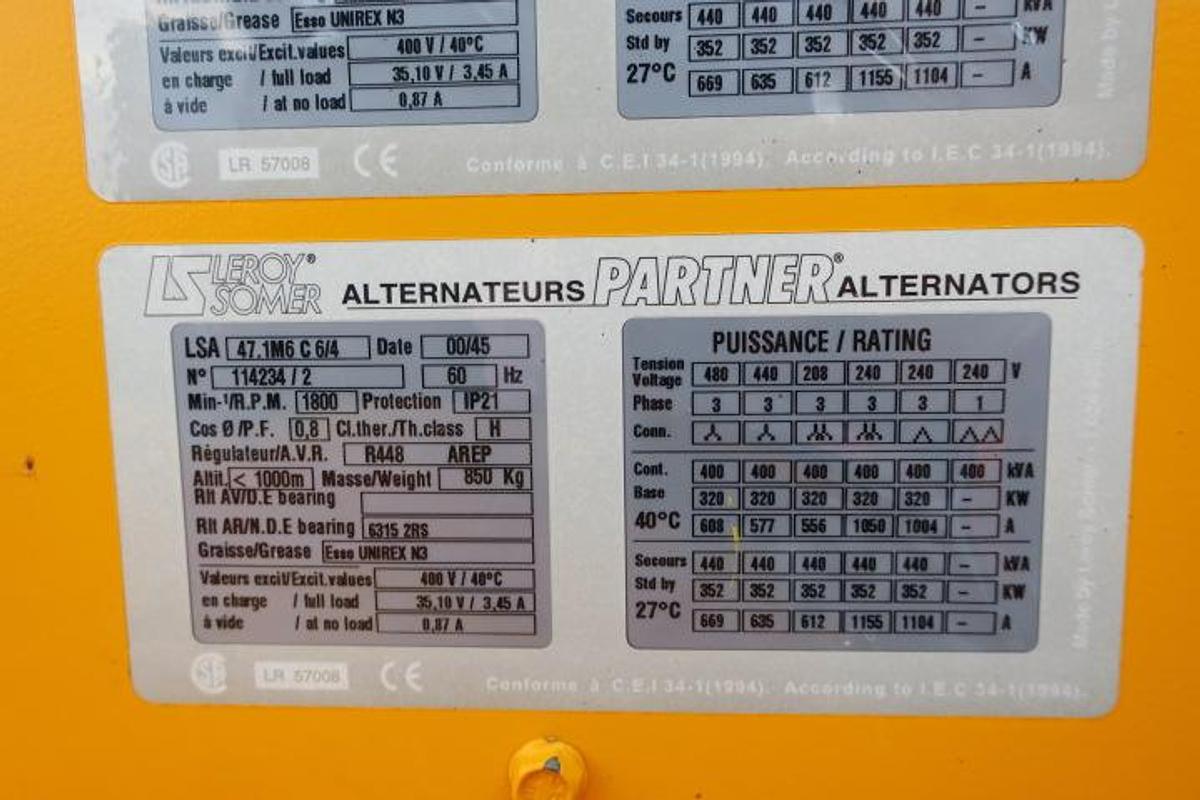 Graisse/Grease Esso UNIREX N3
Valeurs excit/Excit.values 400 V / 40°C
en charge / full load 35,10 V / 3,45 A
à vide / at no load 0,87 A
Secours 440 440 440 440 440 – kVA
Std by 352 352 352 352 352 – KW
27°C 669 635 612 1155 1104 – A
LR 57008 CE
Conforme à C.E.I 34-1(1994). According to I.E.C 34-1(1994).
Made by L
LEROY® SOMER ALTERNATEURS PARTNER® ALTERNATORS
LSA 47.1M6 C 6/4 Date 00/45
N° 114234 / 2 60 Hz
Min-¹/R.P.M. 1800 Protection IP21
Cos Ø /P.F. 0,8 Cl.ther./Th.class H
Régulateur/A.V.R. R448 AREP
Altit. < 1000m Masse/Weight 850 Kg
Rlt AV/D.E bearing
Rlt AR/N.D.E bearing 6315 2RS
Graisse/Grease Esso UNIREX N3
Valeurs excit/Excit.values 400 V / 40°C
en charge / full load 35,10 V / 3,45 A
à vide / at no load 0,87 A
PUISSANCE / RATING
Tension
Voltage 480 440 208 240 240 240 V
Phase 3 3 3 3 3 1
Conn.
Cont. 400 400 400 400 400 400 kVA
Base 320 320 320 320 320 – KW
40°C 608 577 556 1050 1004 – A
Secours 440 440 440 440 440 – kVA
Std by 352 352 352 352 352 – KW
27°C 669 635 612 1155 1104 – A
LR 57008 CE
Conforme à C.E.I 34-1(1994). According to I.E.C 34-1(1994).
Made by Leroy Somer